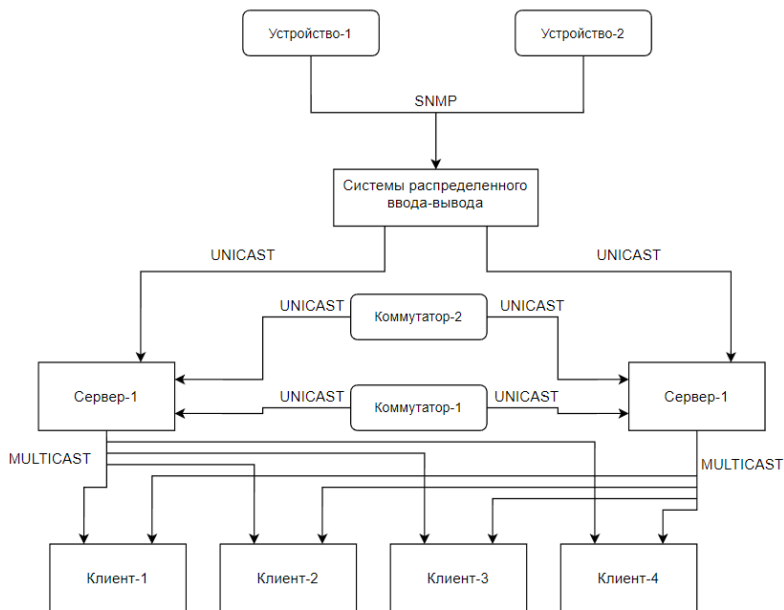 Устройство-1
Устройство-2
SNMP
Системы распределенного
ввода-вывода
UNICAST
UNICAST
UNICAST
Коммутатор-2
UNICAST
Сервер-1
UNICAST
Коммутатор-1
UNICAST
Сервер-1
MULTICAST
MULTICAST
Клиент-1
Клиент-2
Клиент-3
Клиент-4